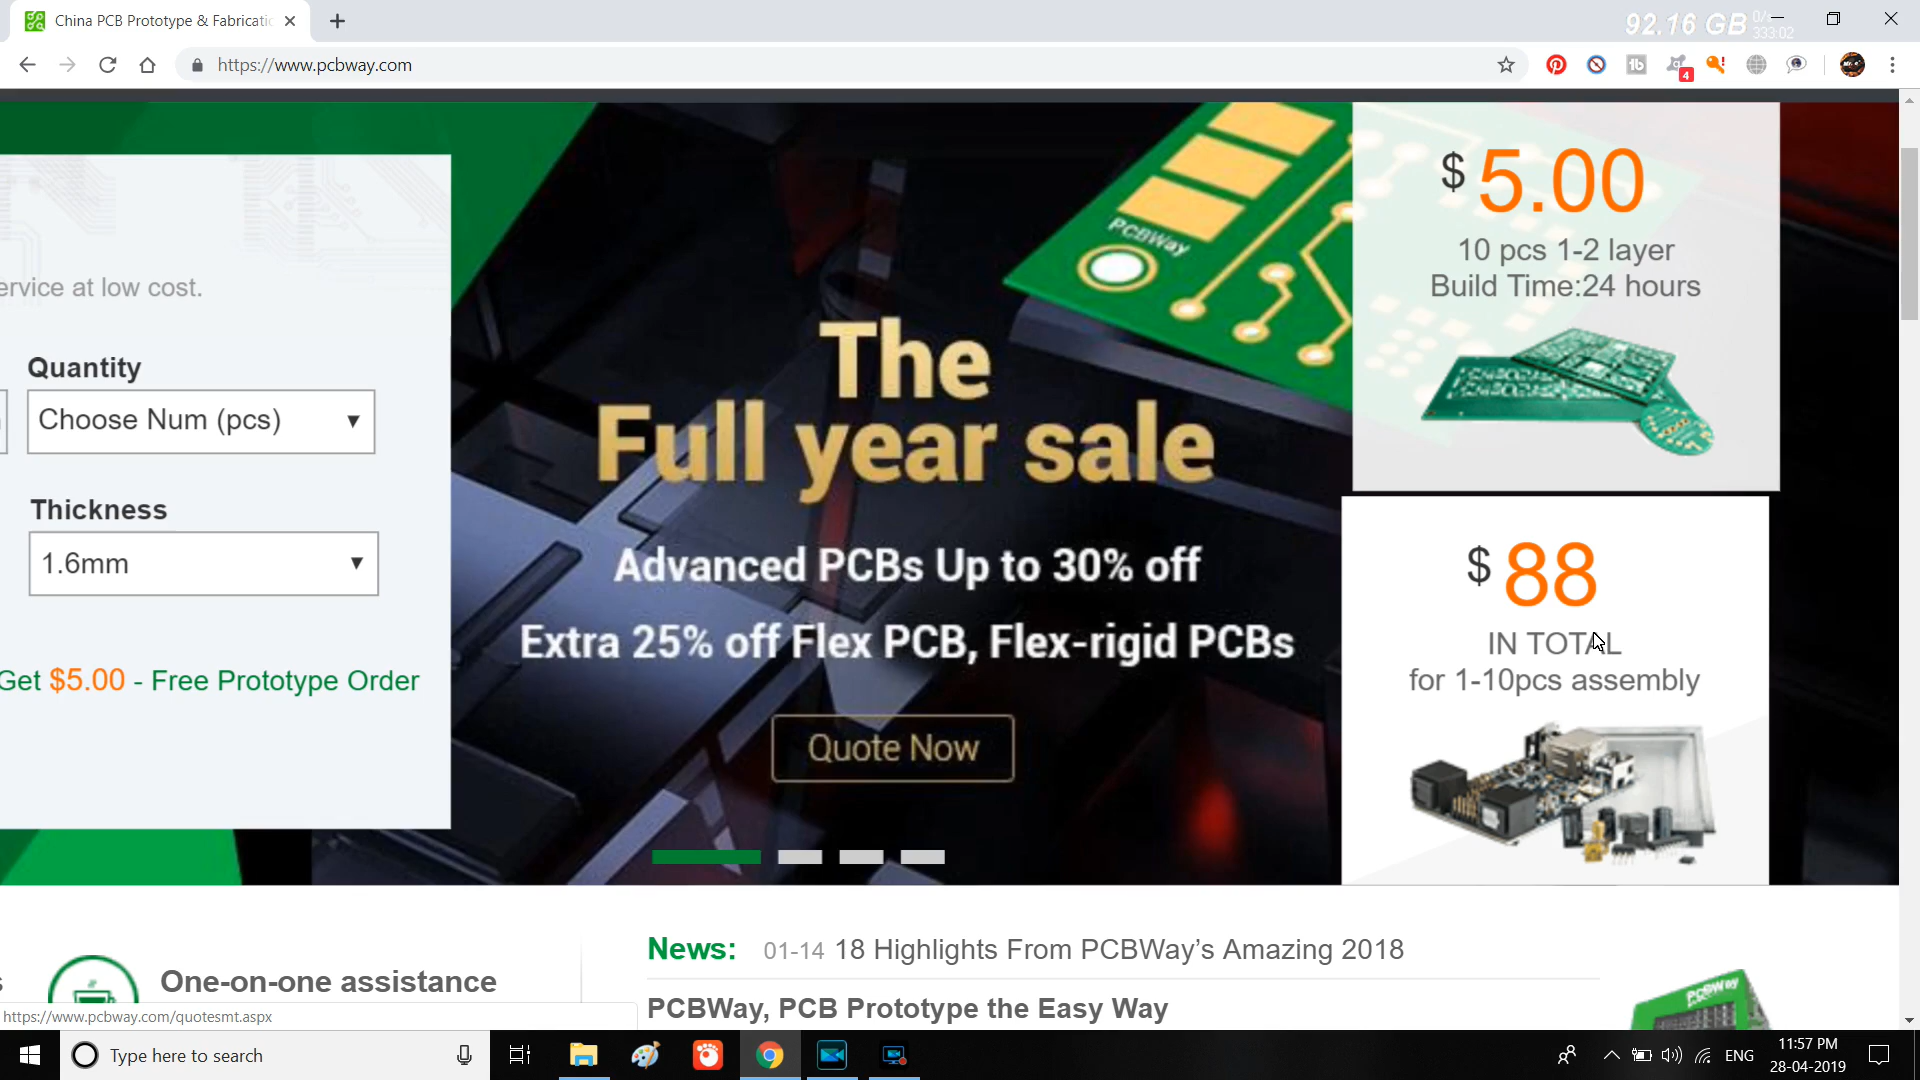 China PCB Prototype & Fabricatio
92.16 GB
333:02
https://www.pcbway.com
4
ervice at low cost.
Quantity
Choose Num (pcs)
Thickness
1.6mm
Get $5.00 - Free Prototype Order
PCBWay
The
Full year sale
Advanced PCBs Up to 30% off
Extra 25% off Flex PCB, Flex-rigid PCBs
Quote Now
$ 5.00
10 pcs 1-2 layer
Build Time:24 hours
$ 88
IN TOTAL
for 1-10pcs assembly
One-on-one assistance
News: 01-14 18 Highlights From PCBWay’s Amazing 2018
PCBWay, PCB Prototype the Easy Way
PCBWay
https://www.pcbway.com/quotesmt.aspx
Type here to search
ENG
11:57 PM
28-04-2019